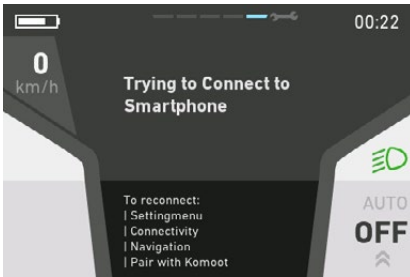 00:22
0
km/h
Trying to Connect to
Smartphone
To reconnect:
| Settingmenu
| Connectivity
| Navigation
| Pair with Komoot
AUTO
OFF